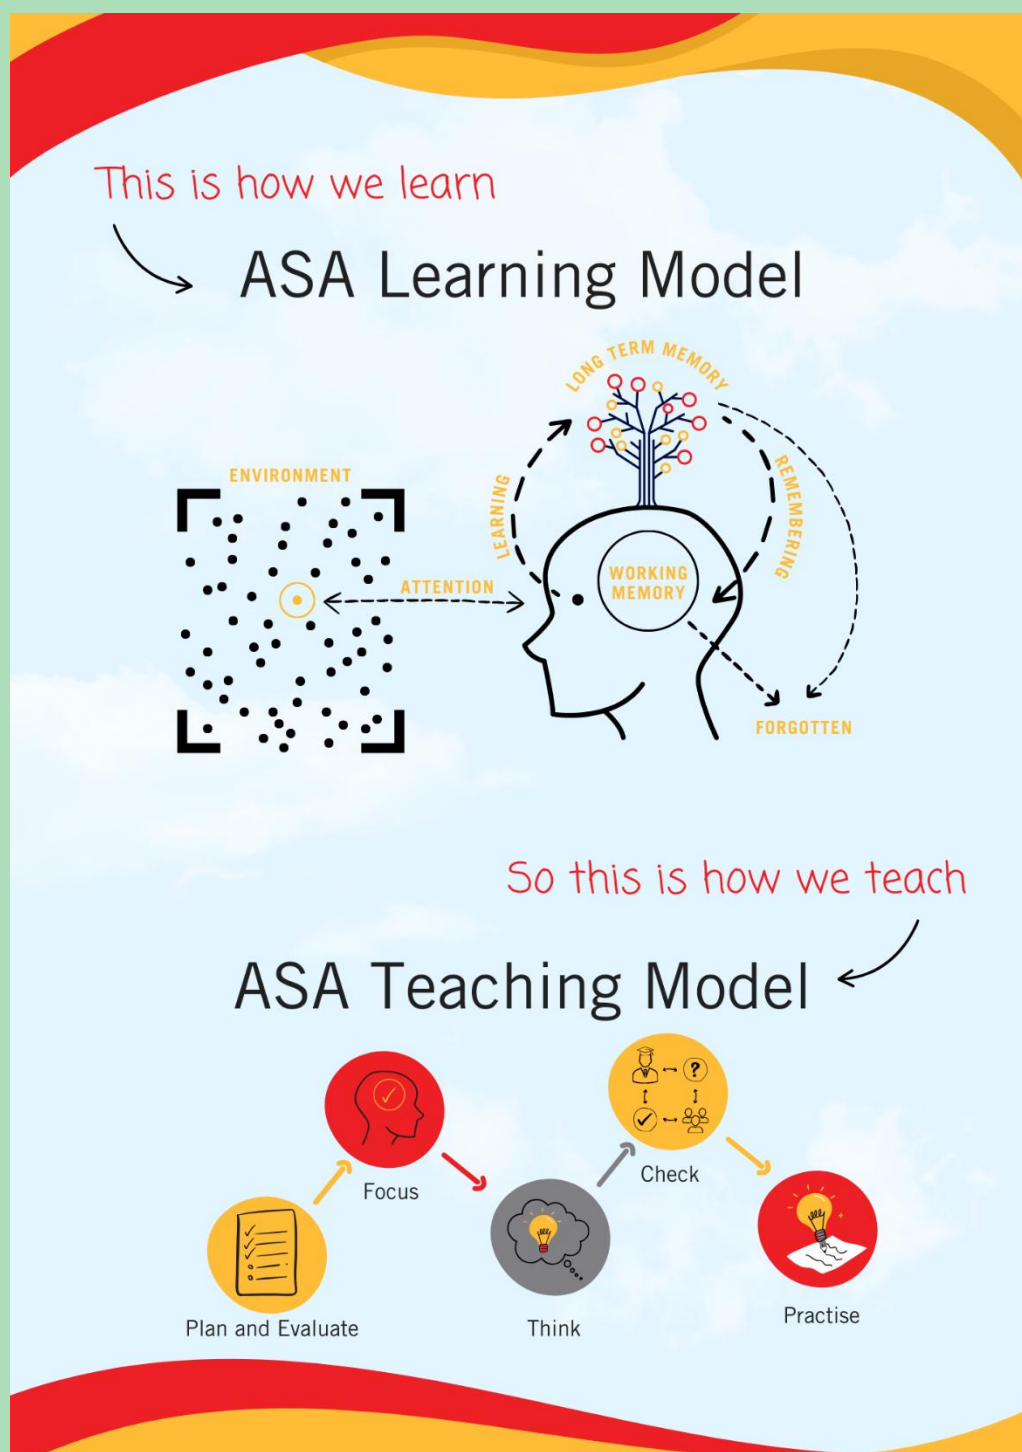 This is how we learn
ASA Learning Model
LONG TERM MEMORY
ENVIRONMENT
LEARNING
REMEMBERING
ATTENTION
WORKING
MEMORY
FORGOTTEN
So this is how we teach
ASA Teaching Model
?
Focus
Check
Plan and Evaluate
Think
Practise